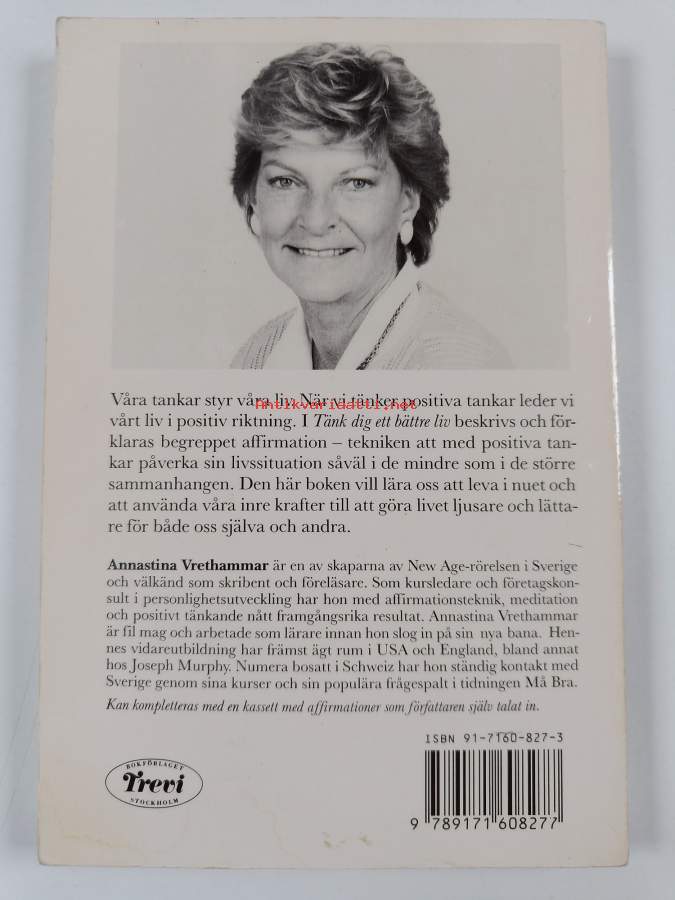 Våra tankar styr våra liv. När vi tänker positiva tankar leder vi
Antikvariaatti.net
vårt liv i positiv riktning. I Tänk dig ett bättre liv beskrivs och för-
klaras begreppet affirmation – tekniken att med positiva tan-
kar påverka sin livssituation såväl i de mindre som i de större
sammanhangen. Den här boken vill lära oss att leva i nuet och
att använda våra inre krafter till att göra livet ljusare och lätta-
re för både oss själva och andra.
Annastina Vrethammar är en av skaparna av New Age-rörelsen i Sverige
och välkänd som skribent och föreläsare. Som kursledare och företagskon-
sult i personlighetsutveckling har hon med affirmationsteknik, meditation
och positivt tänkande nått framgångsrika resultat. Annastina Vrethammar
är fil mag och arbetade som lärare innan hon slog in på sin nya bana. Hen-
nes vidareutbildning har främst ägt rum i USA och England, bland annat
hos Joseph Murphy. Numera bosatt i Schweiz har hon ständig kontakt med
Sverige genom sina kurser och sin populära frågespalt i tidningen Må Bra.
Kan kompletteras med en kassett med affirmationer som författaren själv talat in.
ISBN 91-7160-827-3
BOKFÖRLAGET
Trevi
STOCKHOLM
9 789171 608277